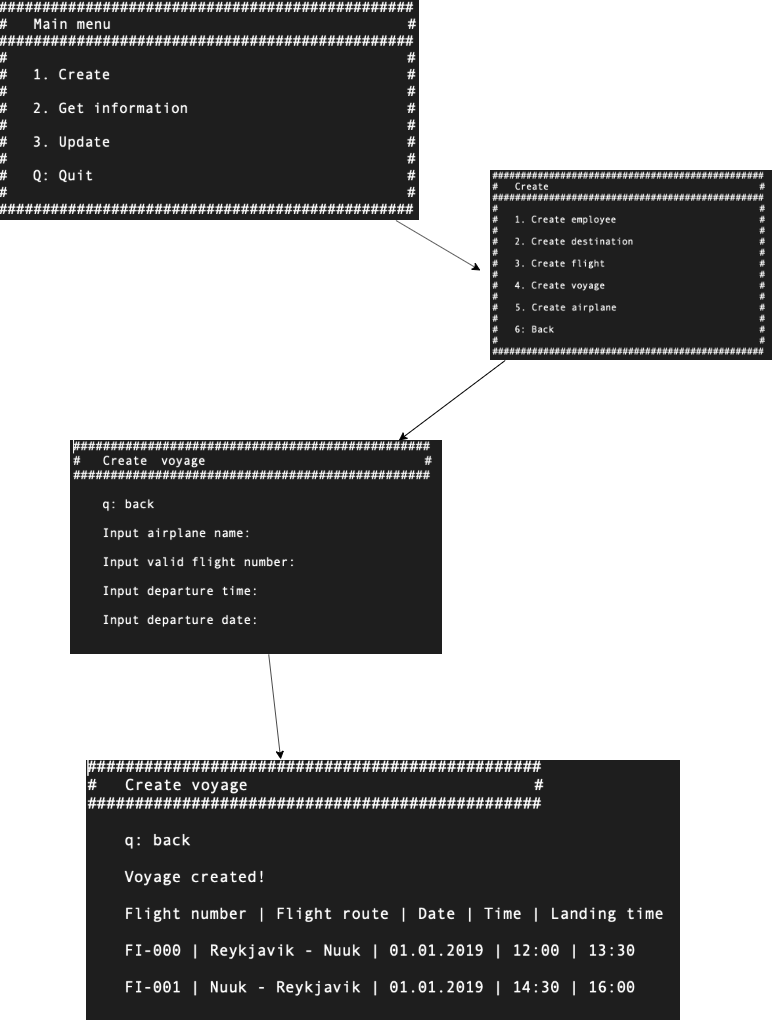 #################################################
#   Main menu                                   #
#################################################
#                                               #
#   1. Create                                   #
#                                               #
#   2. Get information                          #
#                                               #
#   3. Update                                   #
#                                               #
#   Q: Quit                                     #
#                                               #
#################################################
#################################################
#   Create                                      #
#################################################
#                                               #
#   1. Create employee                          #
#                                               #
#   2. Create destination                       #
#                                               #
#   3. Create flight                            #
#                                               #
#   4. Create voyage                            #
#                                               #
#   5. Create airplane                          #
#                                               #
#   6: Back                                     #
#                                               #
#################################################
#################################################
#   Create  voyage                              #
#################################################
q: back
Input airplane name:
Input valid flight number:
Input departure time:
Input departure date:
#################################################
#   Create voyage                               #
#################################################
q: back
Voyage created!
Flight number | Flight route | Date | Time | Landing time
FI-000 | Reykjavik - Nuuk | 01.01.2019 | 12:00 | 13:30
FI-001 | Nuuk - Reykjavik | 01.01.2019 | 14:30 | 16:00